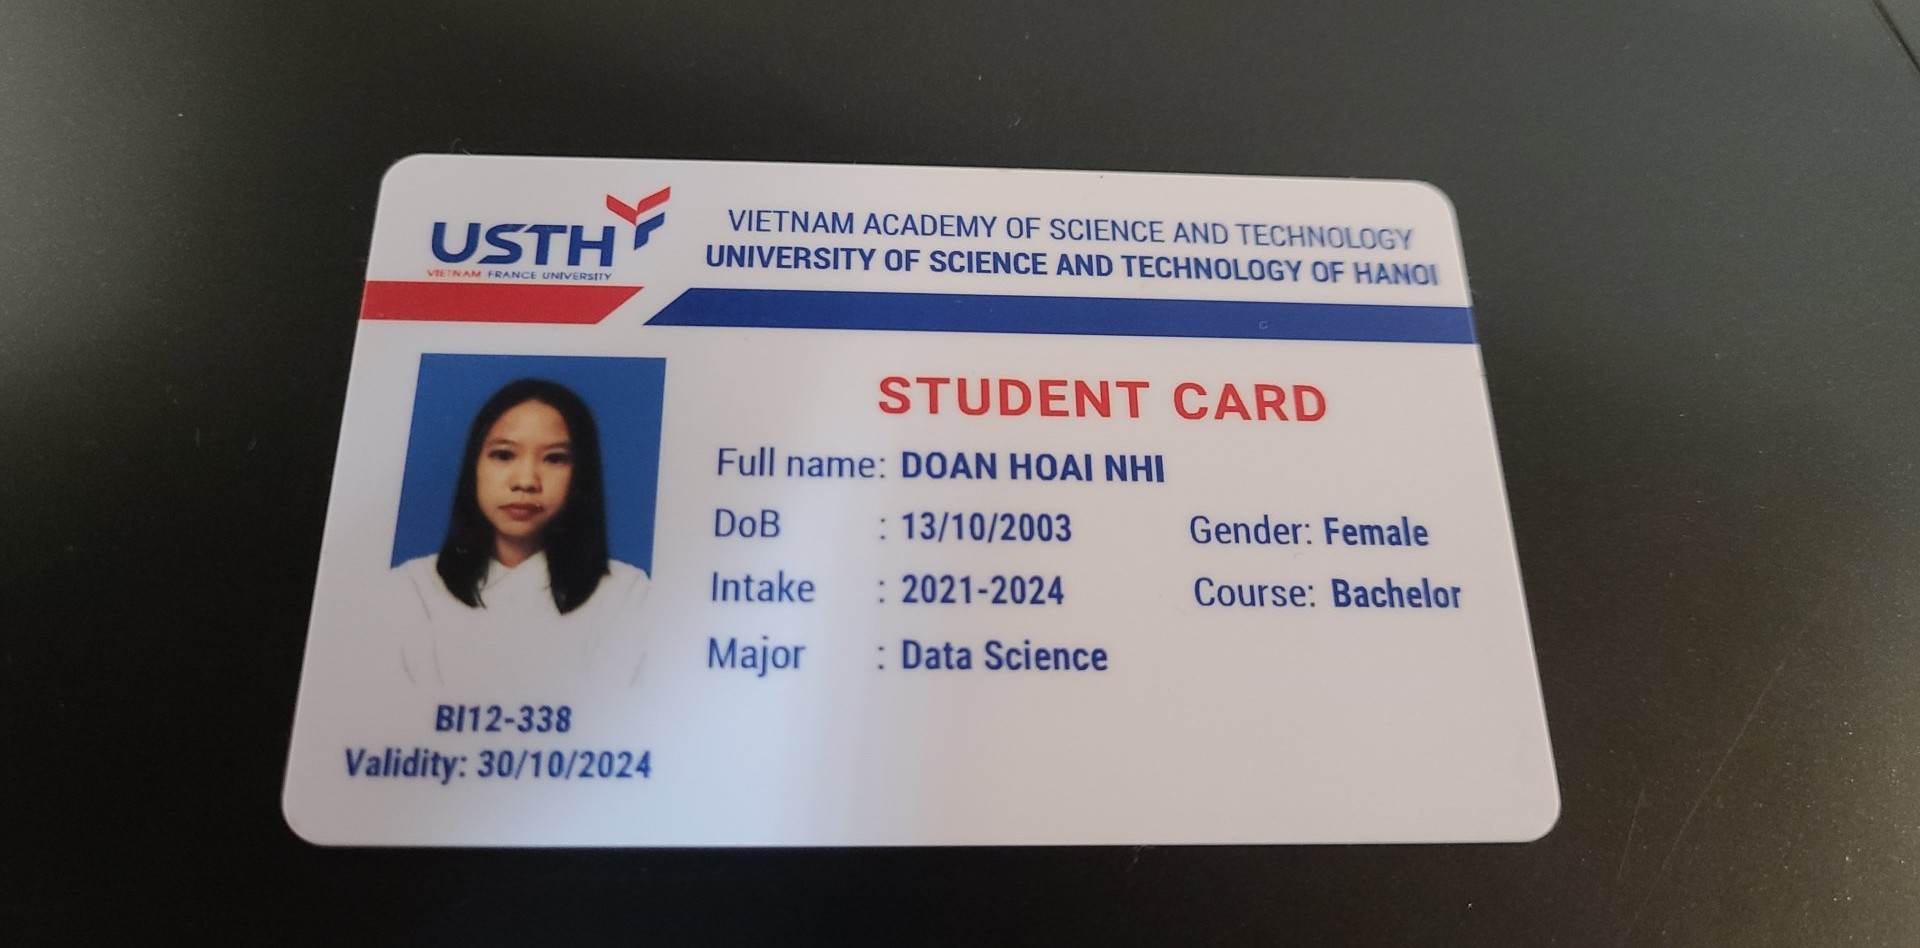 USTH
VIETNAM FRANCE UNIVERSITY
VIETNAM ACADEMY OF SCIENCE AND TECHNOLOGY
UNIVERSITY OF SCIENCE AND TECHNOLOGY OF HANOI
STUDENT CARD
Full name: DOAN HOAI NHI
DoB : 13/10/2003 Gender: Female
Intake : 2021-2024 Course: Bachelor
Major : Data Science
BI12-338
Validity: 30/10/2024